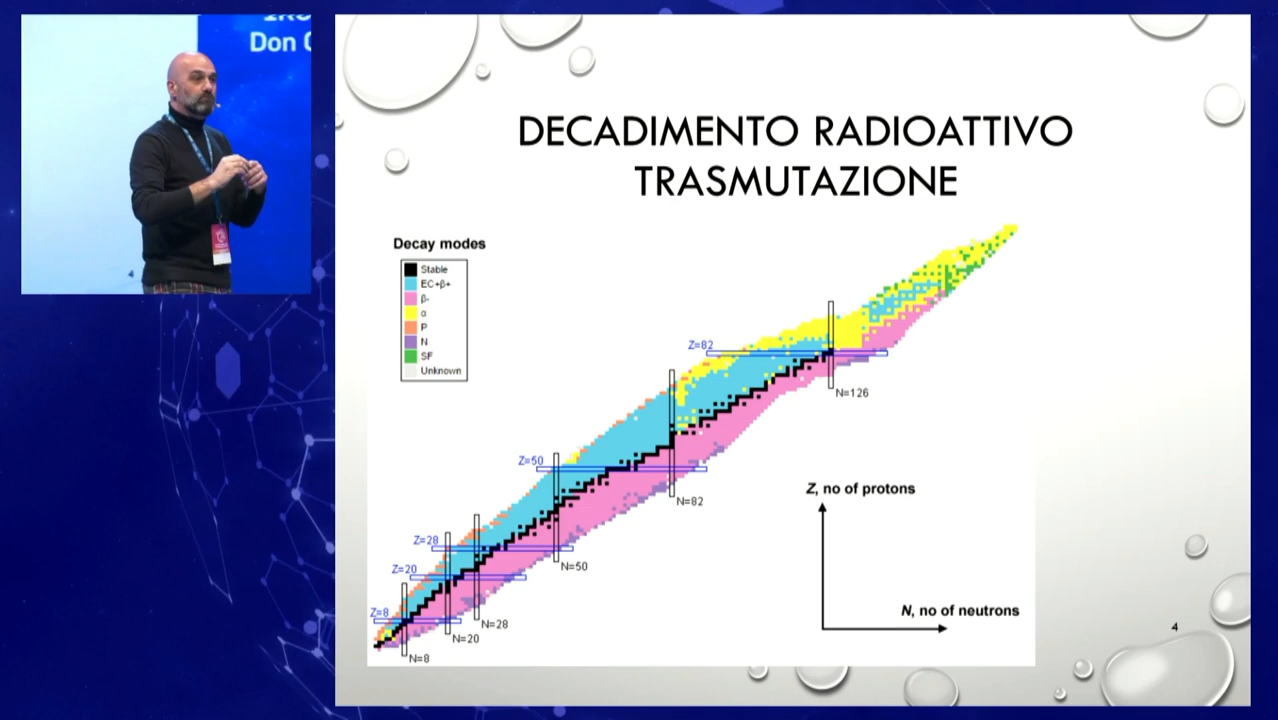 Don
DECADIMENTO RADIOATTIVO
TRASMUTAZIONE
Decay modes
Stable
EC+β+
β-
α
P
N
SF
Unknown
Z=82
N=126
Z=50
N=82
Z=28
N=50
Z=20
N=28
Z=8
N=20
N=8
Z, no of protons
N, no of neutrons
4